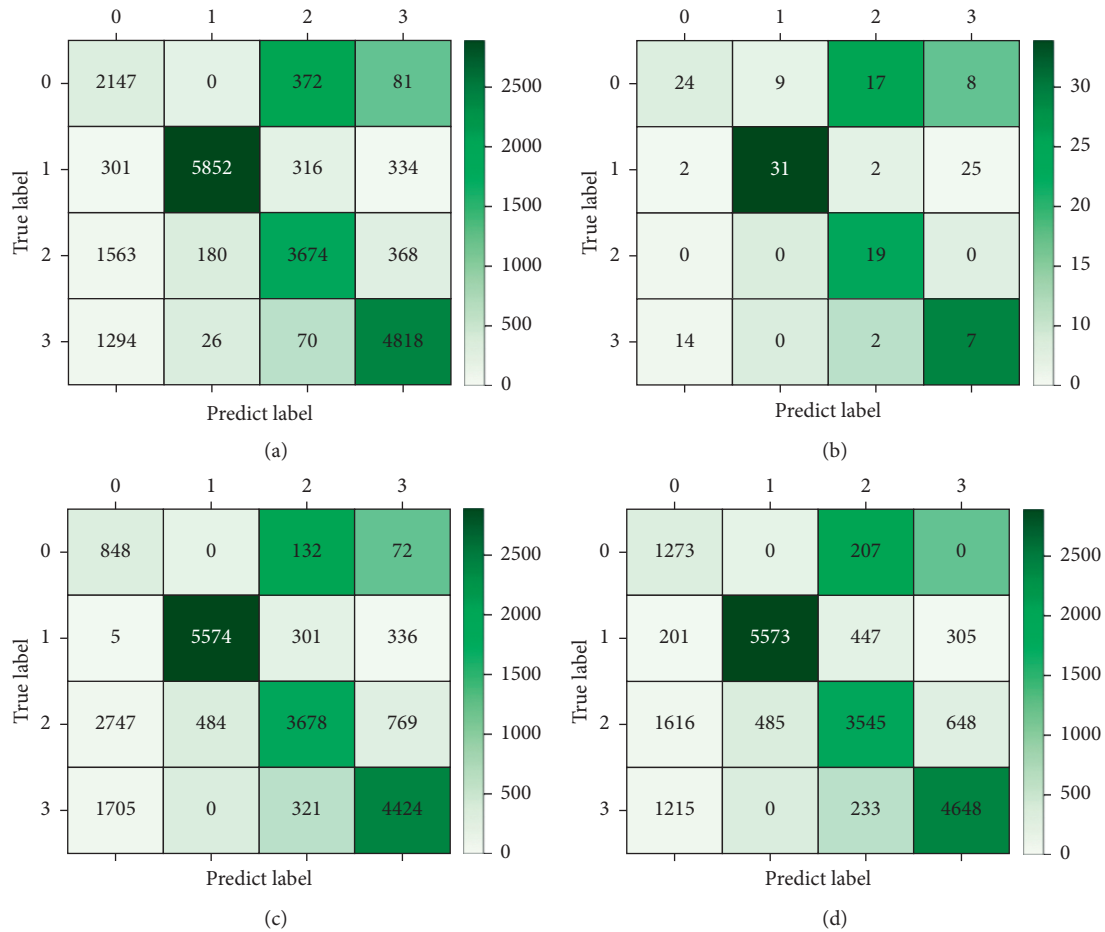 0 1 2 3
0 2147 0 372 81
1 301 5852 316 334
2 1563 180 3674 368
3 1294 26 70 4818
True label
Predict label
2500
2000
1500
1000
500
0
(a)
0 1 2 3
0 24 9 17 8
1 2 31 2 25
2 0 0 19 0
3 14 0 2 7
True label
Predict label
30
25
20
15
10
5
0
(b)
0 1 2 3
0 848 0 132 72
1 5 5574 301 336
2 2747 484 3678 769
3 1705 0 321 4424
True label
Predict label
2500
2000
1500
1000
500
0
(c)
0 1 2 3
0 1273 0 207 0
1 201 5573 447 305
2 1616 485 3545 648
3 1215 0 233 4648
True label
Predict label
2500
2000
1500
1000
500
0
(d)